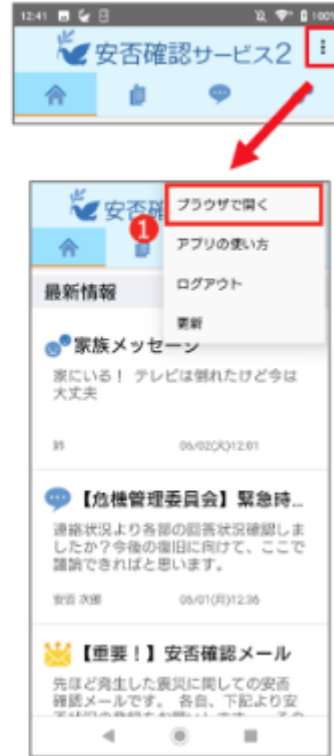 12:41
100%
安否確認サービス2
安否確
ブラウザで開く
1
アプリの使い方
ログアウト
更新
最新情報
家族メッセージ
家にいる! テレビは倒れたけど今は
大丈夫
06/02(火)12:01
【危機管理委員会】緊急時...
連絡状況より各部の回答状況確認しま
したか?今後の復旧に向けて、ここで
議論できればと思います。
安否 次郎
06/01(月)12:36
【重要!】安否確認メール
先ほど発生した震災に関しての安否
確認メールです。 各自、下記より安